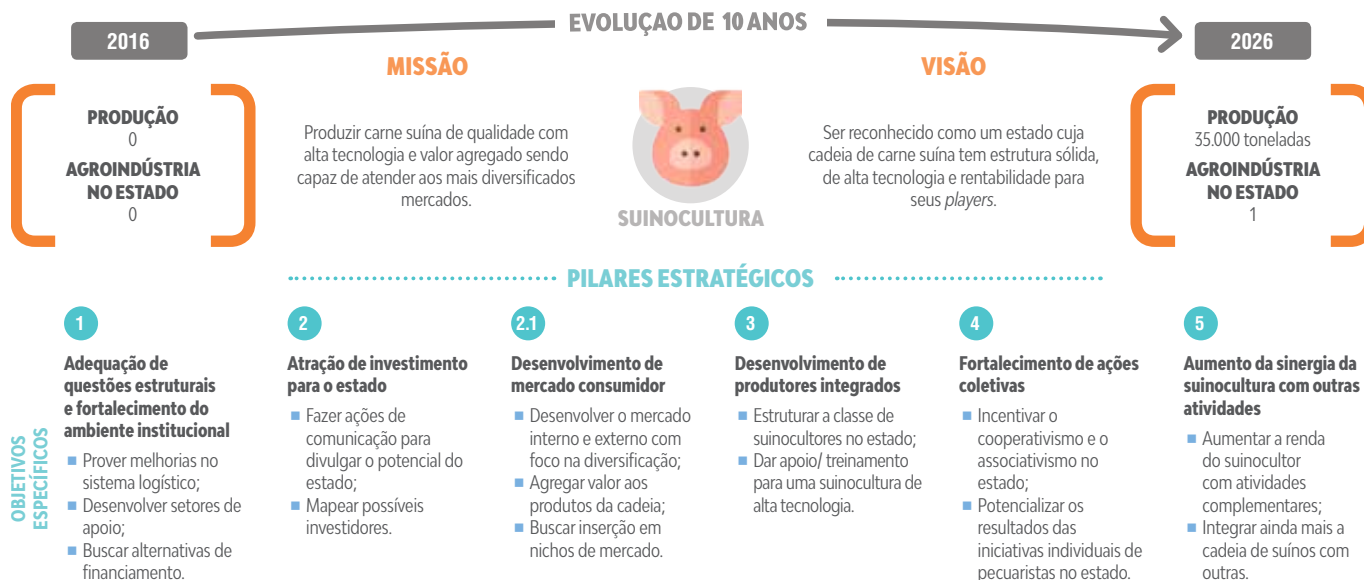 EVOLUÇAO DE 10 ANOS
2016
2026
MISSÃO
VISÃO
PRODUÇÃO
0
AGROINDÚSTRIA
NO ESTADO
0
Produzir carne suína de qualidade com
alta tecnologia e valor agregado sendo
capaz de atender aos mais diversificados
mercados.
SUINOCULTURA
Ser reconhecido como um estado cuja
cadeia de carne suína tem estrutura sólida,
de alta tecnologia e rentabilidade para
seus players.
PRODUÇÃO
35.000 toneladas
AGROINDÚSTRIA
NO ESTADO
1
PILARES ESTRATÉGICOS
OBJETIVOS
ESPECÍFICOS
1
Adequação de
questões estruturais
e fortalecimento do
ambiente institucional
Prover melhorias no
sistema logístico;
Desenvolver setores de
apoio;
Buscar alternativas de
financiamento.
2
Atração de investimento
para o estado
Fazer ações de
comunicação para
divulgar o potencial do
estado;
Mapear possíveis
investidores.
2.1
Desenvolvimento de
mercado consumidor
Desenvolver o mercado
interno e externo com
foco na diversificação;
Agregar valor aos
produtos da cadeia;
Buscar inserção em
nichos de mercado.
3
Desenvolvimento de
produtores integrados
Estruturar a classe de
suinocultores no estado;
Dar apoio/ treinamento
para uma suinocultura de
alta tecnologia.
4
Fortalecimento de ações
coletivas
Incentivar o
cooperativismo e o
associativismo no
estado;
Potencializar os
resultados das
iniciativas individuais de
pecuaristas no estado.
5
Aumento da sinergia da
suinocultura com outras
atividades
Aumentar a renda
do suinocultor
com atividades
complementares;
Integrar ainda mais a
cadeia de suínos com
outras.